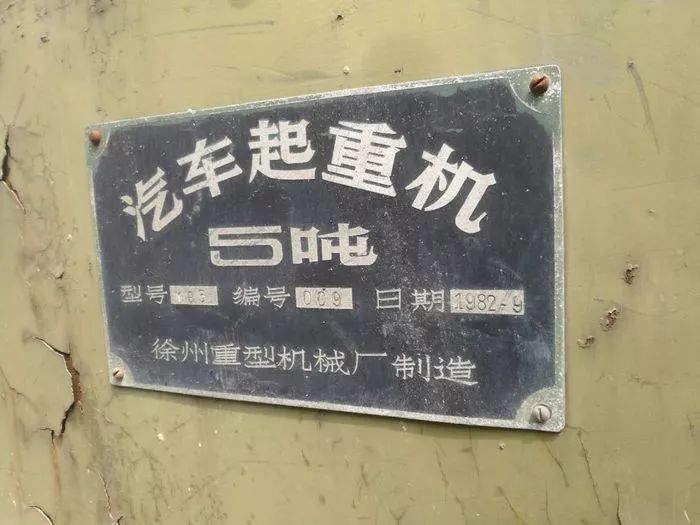 汽车起重机
5吨
型号 编号 009 日期 1982-9
徐州重型机械厂制造